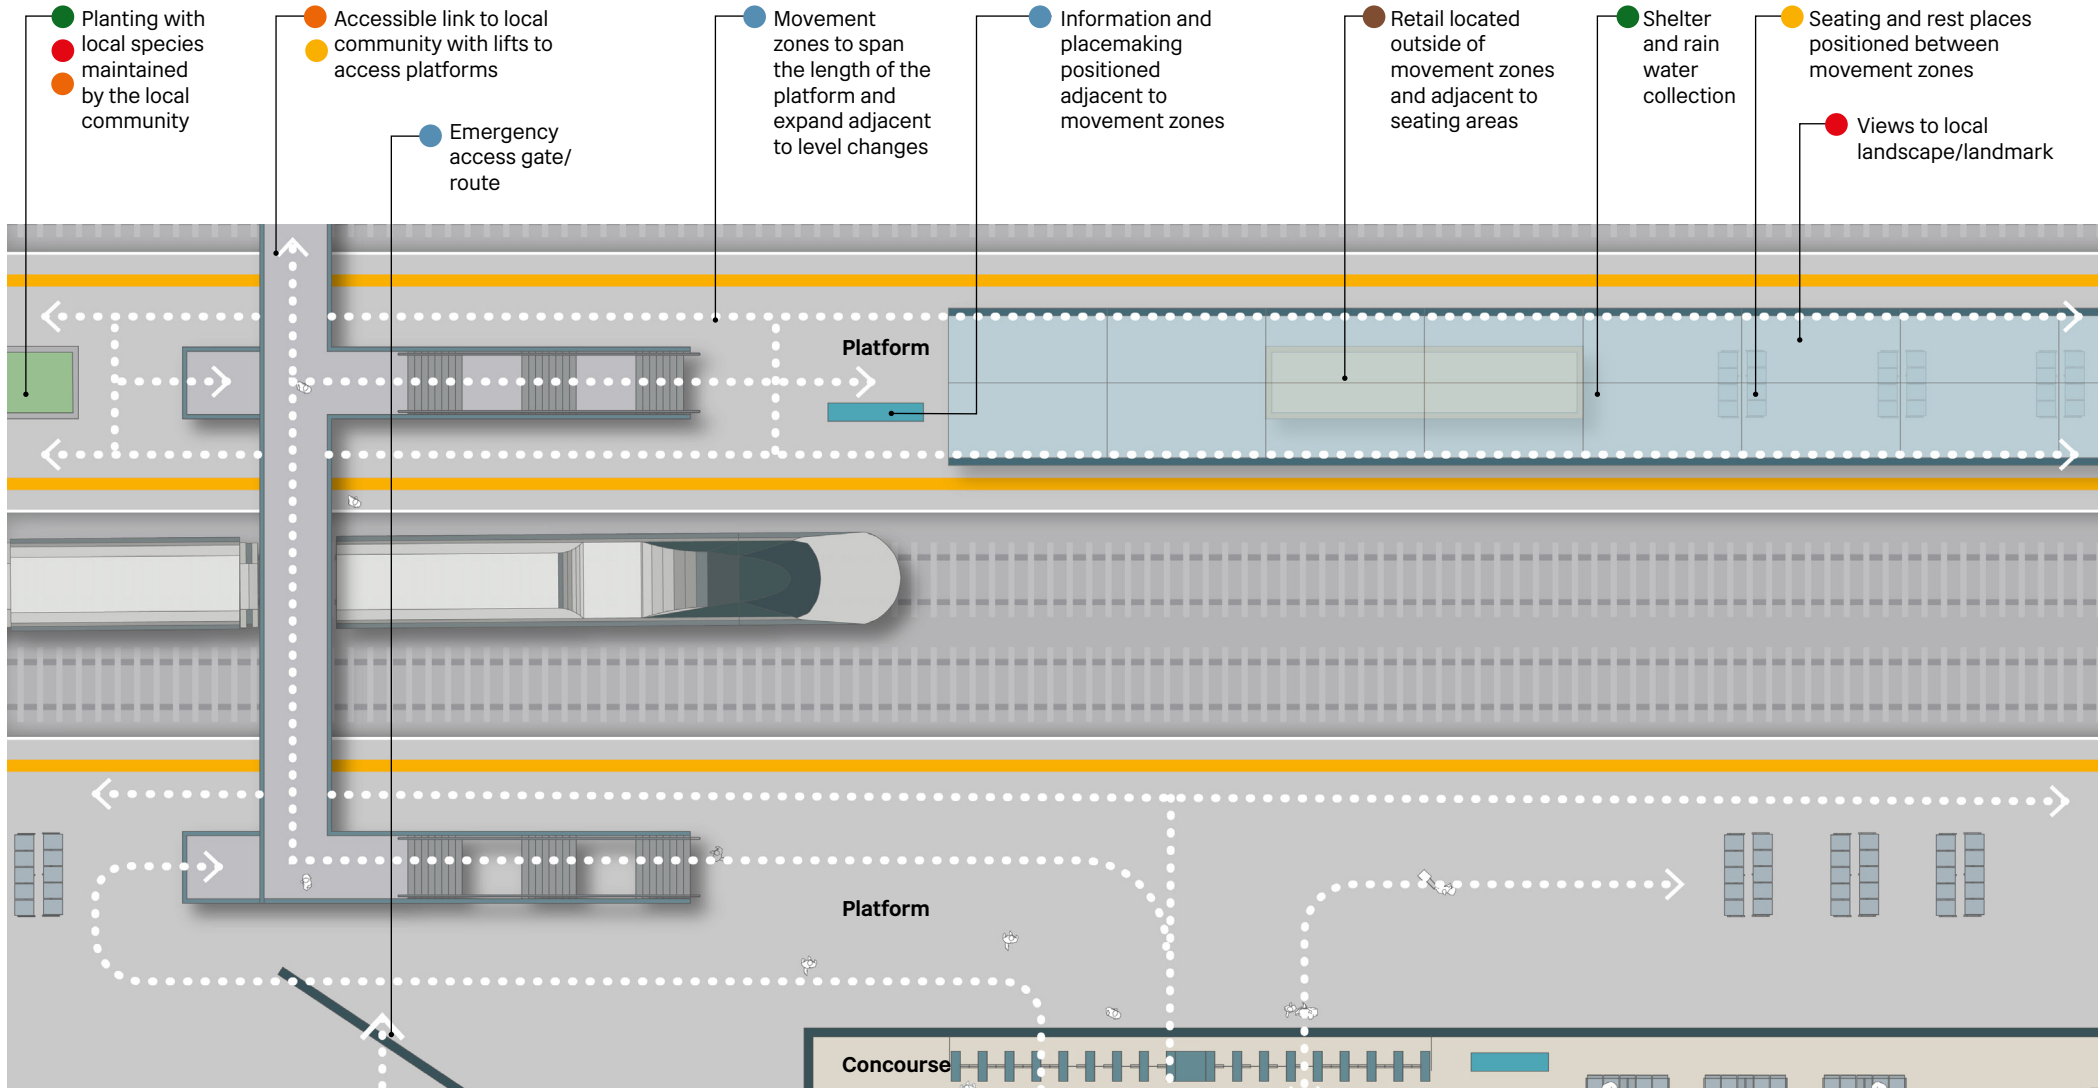 Planting with
local species
maintained
by the local
community
Accessible link to local
community with lifts to
access platforms
Emergency
access gate/
route
Movement
zones to span
the length of the
platform and
expand adjacent
to level changes
Information and
placemaking
positioned
adjacent to
movement zones
Retail located
outside of
movement zones
and adjacent to
seating areas
Shelter
and rain
water
collection
Seating and rest places
positioned between
movement zones
Views to local
landscape/landmark
Platform
Platform
Concourse